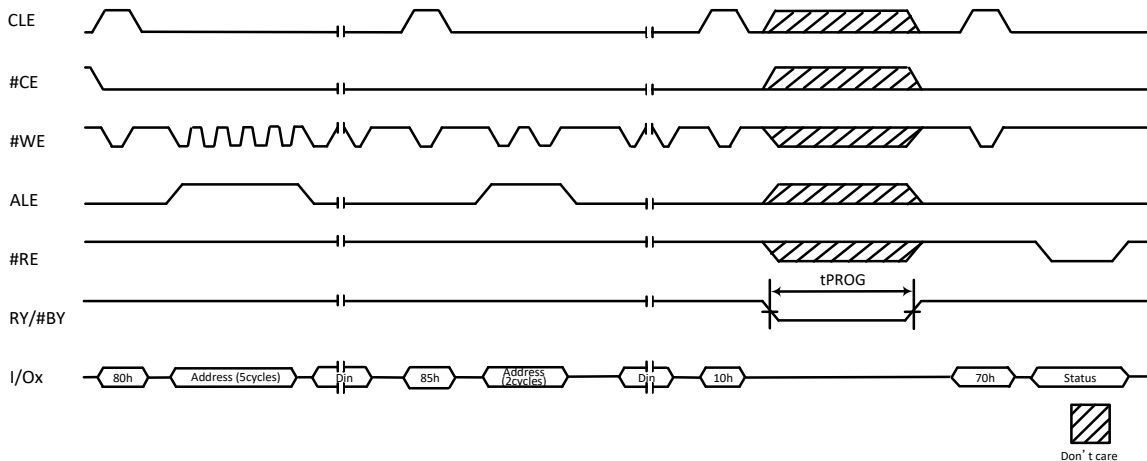 CLE
#CE
#WE
ALE
#RE
tPROG
RY/#BY
I/Ox
80h
Address (5cycles)
Din
85h
Address
(2cycles)
Din
10h
70h
Status
Don’t care